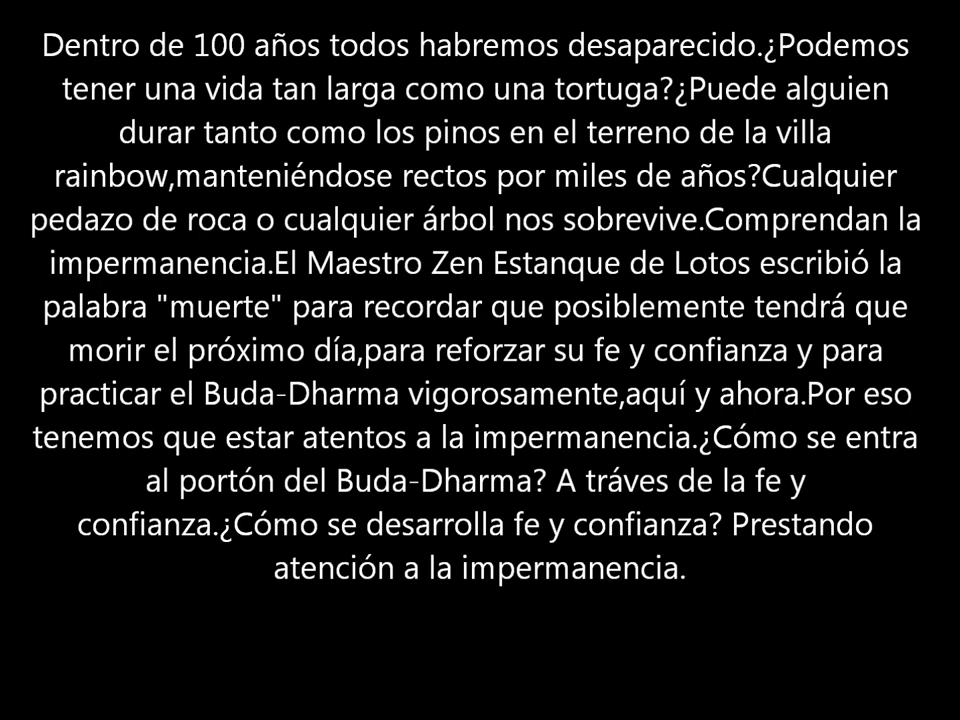 Dentro de 100 años todos habremos desaparecido.¿Podemos
tener una vida tan larga como una tortuga?¿Puede alguien
durar tanto como los pinos en el terreno de la villa
rainbow,manteniéndose rectos por miles de años?Cualquier
pedazo de roca o cualquier árbol nos sobrevive.Comprendan la
impermanencia.El Maestro Zen Estanque de Lotos escribió la
palabra "muerte" para recordar que posiblemente tendrá que
morir el próximo día,para reforzar su fe y confianza y para
practicar el Buda-Dharma vigorosamente,aquí y ahora.Por eso
tenemos que estar atentos a la impermanencia.¿Cómo se entra
al portón del Buda-Dharma? A tráves de la fe y
confianza.¿Cómo se desarrolla fe y confianza? Prestando
atención a la impermanencia.